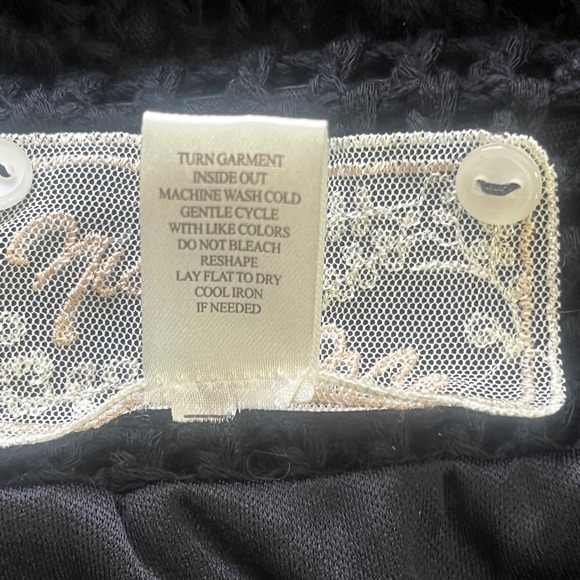 TURN GARMENT
INSIDE OUT
MACHINE WASH COLD
GENTLE CYCLE
WITH LIKE COLORS
DO NOT BLEACH
RESHAPE
LAY FLAT TO DRY
COOL IRON
IF NEEDED